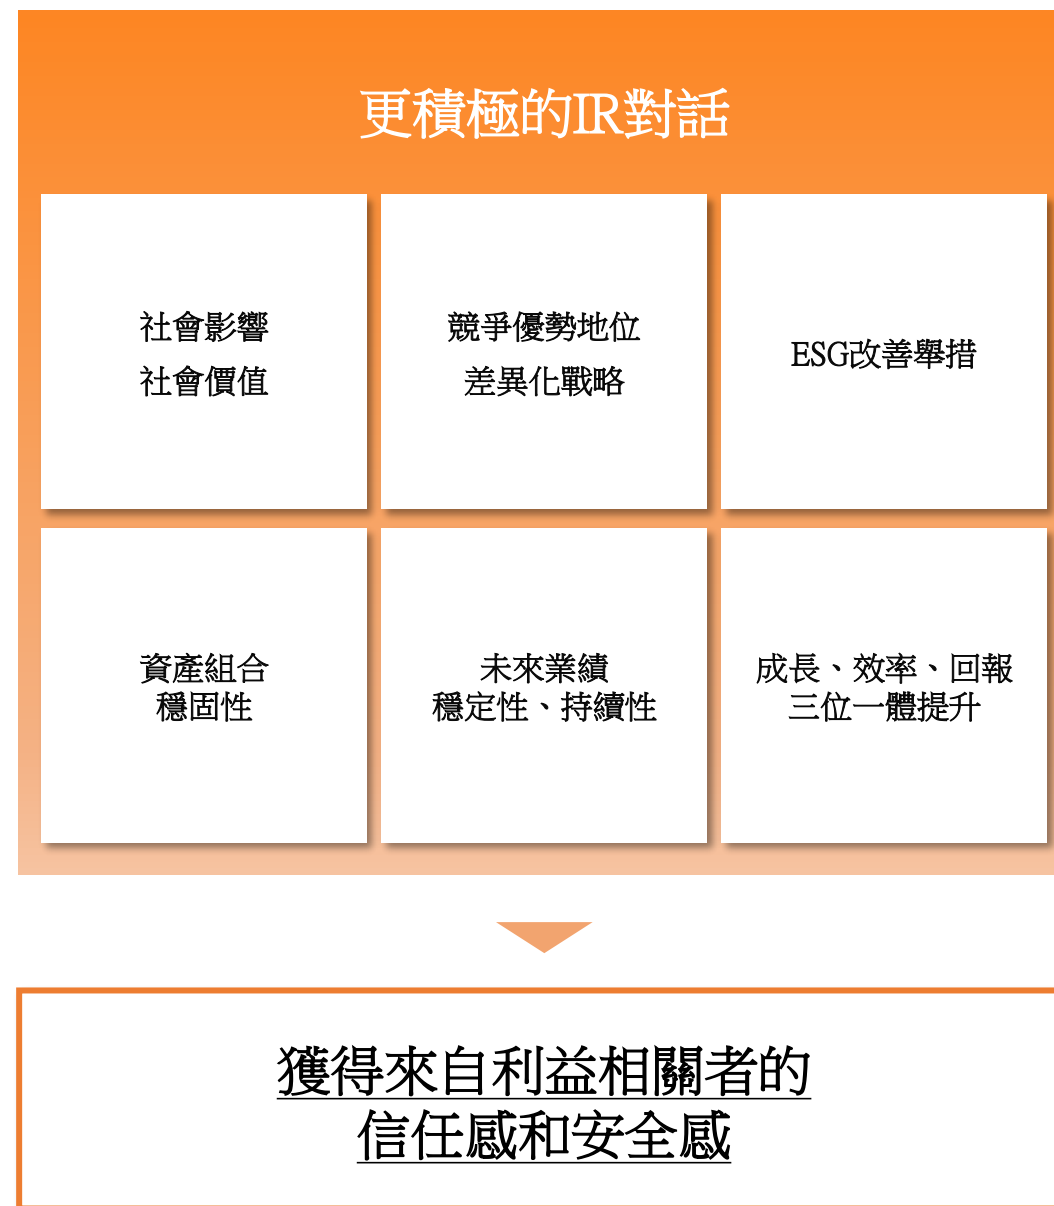 更積極的IR對話
社會影響
社會價值
競爭優勢地位
差異化戰略
ESG改善舉措
資產組合
穩固性
未來業績
穩定性、持續性
成長、效率、回報
三位一體提升
獲得來自利益相關者的
信任感和安全感